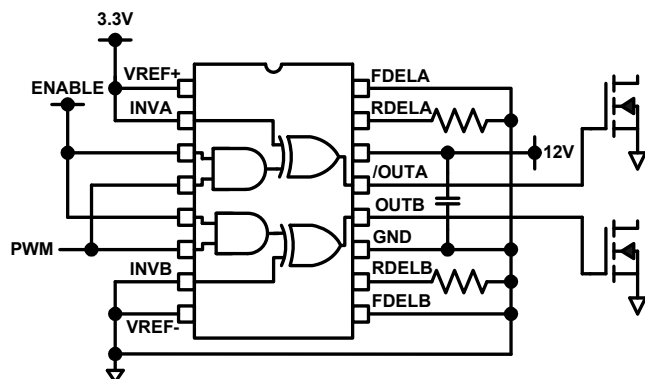 3.3V
VREF+
FDELA
ENABLE
INVA
RDELA
12V
/OUTA
OUTB
PWM
GND
INVB
RDELB
VREF-
FDELB